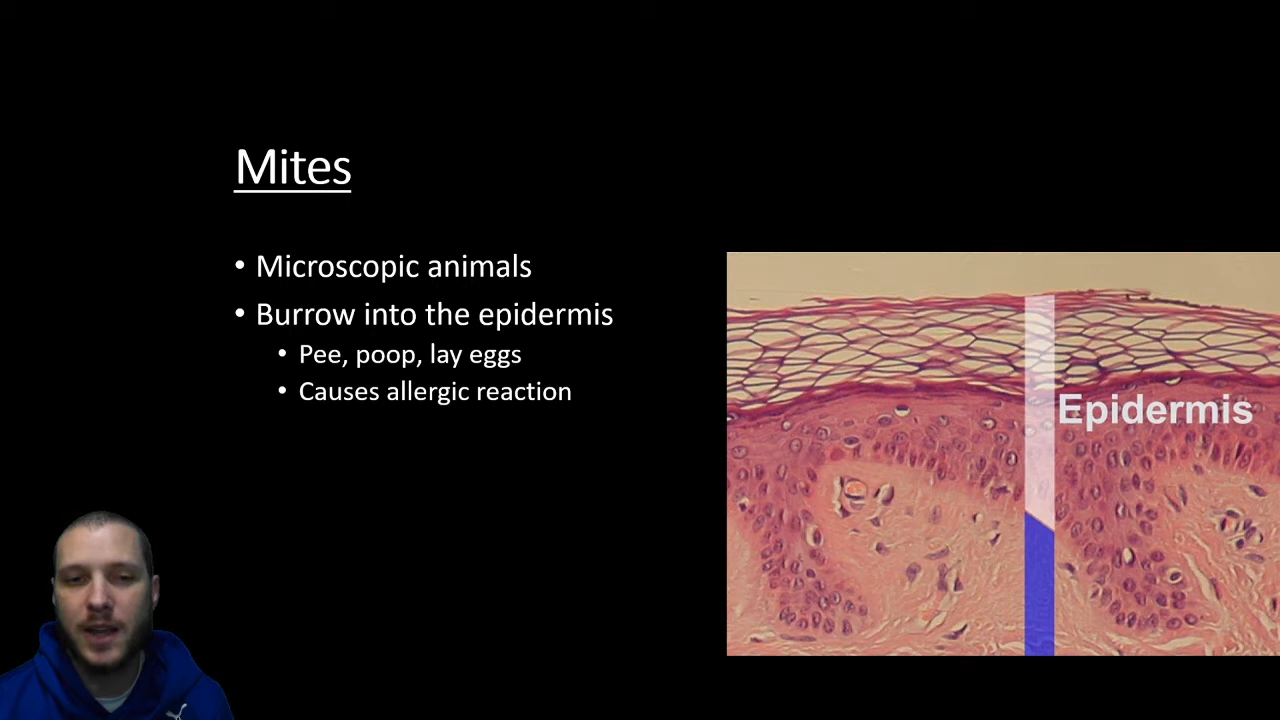 Mites
• Microscopic animals
• Burrow into the epidermis
• Pee, poop, lay eggs
• Causes allergic reaction
Epidermis